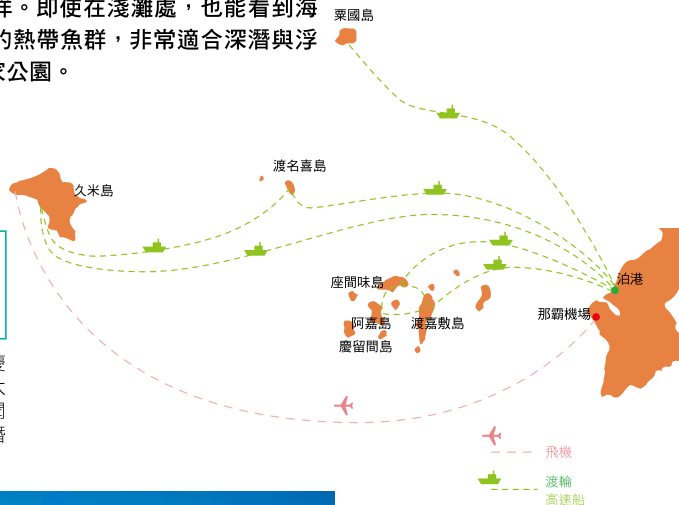 。即使在淺灘處，也能看到海
的熱帶魚群，非常適合深潛與浮
家公園。
粟國島
渡名喜島
久米島
泊港
座間味島
那霸機場
阿嘉島 渡嘉敷島
慶留間島
飛機
渡輪
高速船